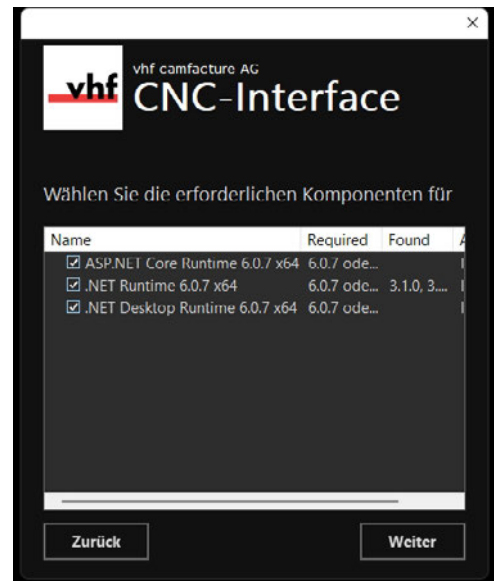 vhf
vhf camfacture AG
CNC-Interface
Wählen Sie die erforderlichen Komponenten für
Name Required Found
ASP.NET Core Runtime 6.0.7 x64 6.0.7 ode...
.NET Runtime 6.0.7 x64 6.0.7 ode... 3.1.0, 3....
.NET Desktop Runtime 6.0.7 x64 6.0.7 ode...
Zurück Weiter